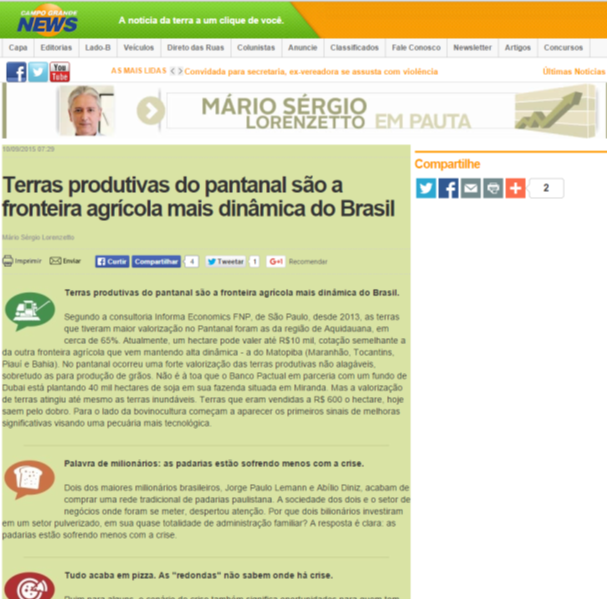 CAMPO GRANDE
NEWS
A notícia da terra a um clique de você.
Capa Editorias Lado-B Veículos Direto das Ruas Colunistas Anuncie Classificados Fale Conosco Newsletter Artigos Concursos
You
Tube
AS MAIS LIDAS Convidada para secretaria, ex-vereadora se assusta com violência Últimas Notícias
MÁRIO SÉRGIO
LORENZETTO EM PAUTA
10/09/2015 07:29
Compartilhe
Terras produtivas do pantanal são a
fronteira agrícola mais dinâmica do Brasil
2
Mário Sérgio Lorenzetto
Imprimir Enviar Curtir Compartilhar 4 Tweetar 1 G+1 Recomendar
Terras produtivas do pantanal são a fronteira agrícola mais dinâmica do Brasil.
Segundo a consultoria Informa Economics FNP, de São Paulo, desde 2013, as terras
que tiveram maior valorização no Pantanal foram as da região de Aquidauana, em
cerca de 65%. Atualmente, um hectare pode valer até R$10 mil, cotação semelhante a
da outra fronteira agrícola que vem mantendo alta dinâmica - a do Matopiba (Maranhão, Tocantins,
Piauí e Bahia). No pantanal ocorreu uma forte valorização das terras produtivas não alagáveis,
sobretudo as para produção de grãos. Não é à toa que o Banco Pactual em parceria com um fundo de
Dubai está plantando 40 mil hectares de soja em sua fazenda situada em Miranda. Mas a valorização
de terras atingiu até mesmo as terras inundáveis. Terras que eram vendidas a R$ 600 o hectare, hoje
saem pelo dobro. Para o lado da bovinocultura começam a aparecer os primeiros sinais de melhoras
significativas visando uma pecuária mais tecnológica.
Palavra de milionários: as padarias estão sofrendo menos com a crise.
Dois dos maiores milionários brasileiros, Jorge Paulo Lemann e Abílio Diniz, acabam de
comprar uma rede tradicional de padarias paulistana. A sociedade dos dois e o setor de
negócios onde foram se meter, despertou atenção. Por que dois bilionários investiram
em um setor pulverizado, em sua quase totalidade de administração familiar? A resposta é clara: as
padarias estão sofrendo menos com a crise.
Tudo acaba em pizza. As "redondas" não sabem onde há crise.